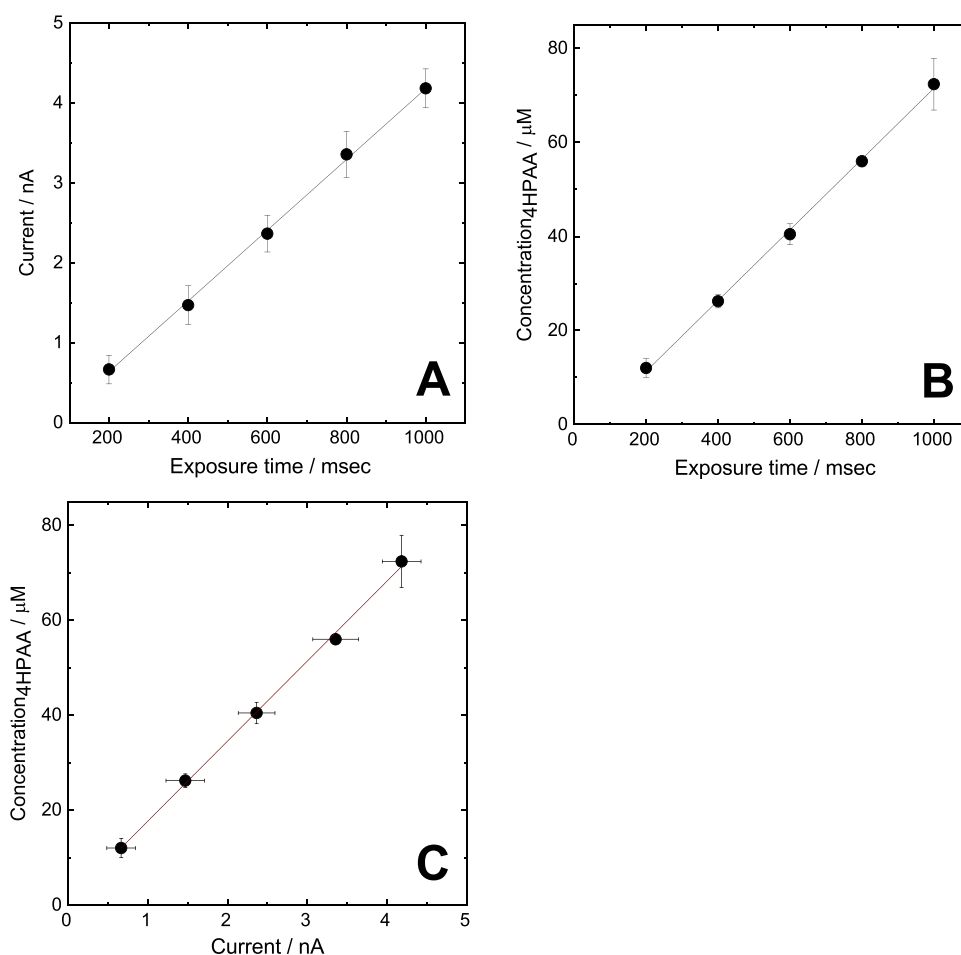 5
4
3
2
1
0
Current / nA
200 400 600 800 1000
Exposure time / msec
A
80
60
40
20
0
Concentration4HPAA / μM
0 200 400 600 800 1000
Exposure time / msec
B
80
60
40
20
0
Concentration4HPAA / μM
0 1 2 3 4 5
Current / nA
C